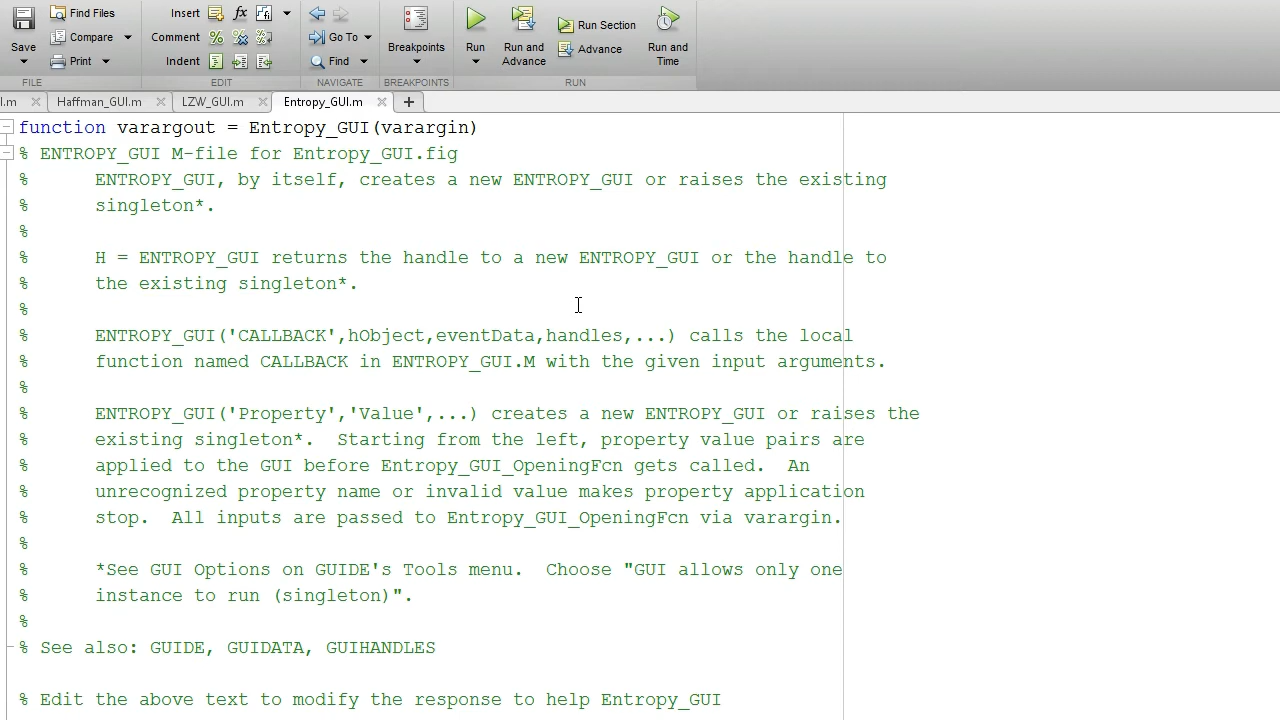 Find Files
Insert
fx
Compare
Comment
Go To
Run Section
Save
Breakpoints
Run
Run and Advance
Advance
Run and Time
Print
Indent
Find
FILE
EDIT
NAVIGATE
BREAKPOINTS
RUN
l.m
Haffman_GUI.m
LZW_GUI.m
Entropy_GUI.m
function varargout = Entropy_GUI(varargin)
% ENTROPY_GUI M-file for Entropy_GUI.fig
% ENTROPY_GUI, by itself, creates a new ENTROPY_GUI or raises the existing
% singleton*.
%
% H = ENTROPY_GUI returns the handle to a new ENTROPY_GUI or the handle to
% the existing singleton*.
%
% ENTROPY_GUI('CALLBACK',hObject,eventData,handles,...) calls the local
% function named CALLBACK in ENTROPY_GUI.M with the given input arguments.
%
% ENTROPY_GUI('Property','Value',...) creates a new ENTROPY_GUI or raises the
% existing singleton*.  Starting from the left, property value pairs are
% applied to the GUI before Entropy_GUI_OpeningFcn gets called.  An
% unrecognized property name or invalid value makes property application
% stop.  All inputs are passed to Entropy_GUI_OpeningFcn via varargin.
%
% *See GUI Options on GUIDE's Tools menu.  Choose "GUI allows only one
% instance to run (singleton)".
%
% See also: GUIDE, GUIDATA, GUIHANDLES
% Edit the above text to modify the response to help Entropy_GUI